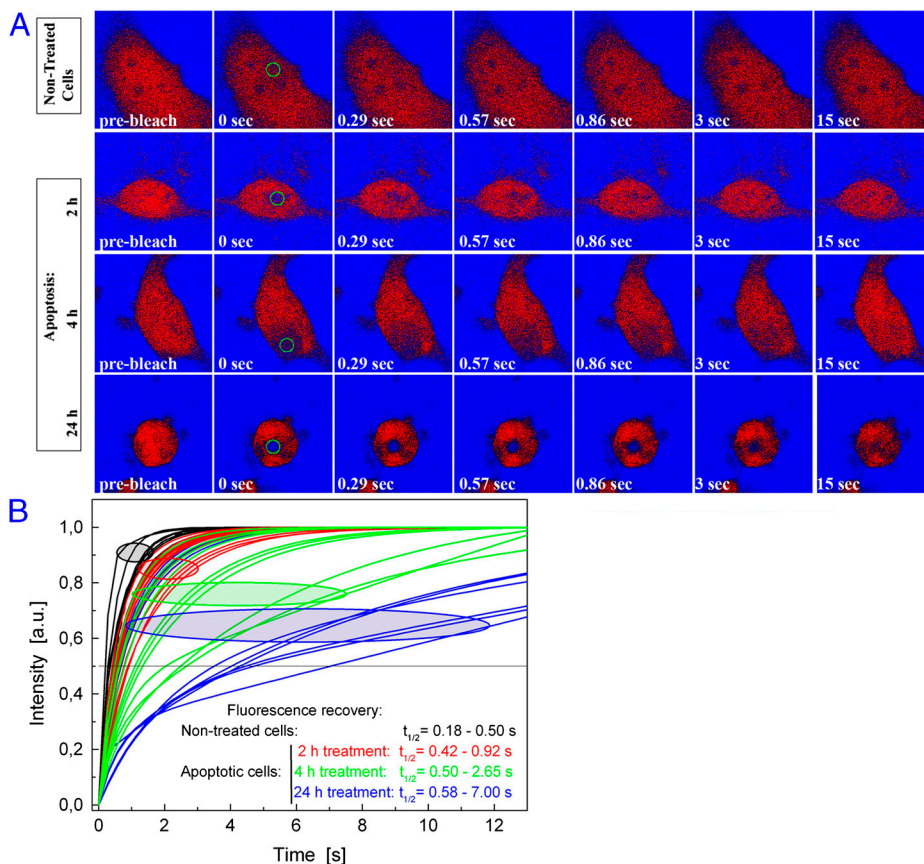 A
Non-Treated
Cells
pre-bleach 0 sec 0.29 sec 0.57 sec 0.86 sec 3 sec 15 sec
Apoptosis:
2 h
pre-bleach 0 sec 0.29 sec 0.57 sec 0.86 sec 3 sec 15 sec
4 h
pre-bleach 0 sec 0.29 sec 0.57 sec 0.86 sec 3 sec 15 sec
24 h
pre-bleach 0 sec 0.29 sec 0.57 sec 0.86 sec 3 sec 15 sec
B
Intensity [a.u.]
1,0
0,8
0,6
0,4
0,2
0,0
Fluorescence recovery:
Non-treated cells: t1/2= 0.18 - 0.50 s
2 h treatment: t1/2= 0.42 - 0.92 s
Apoptotic cells: 4 h treatment: t1/2= 0.50 - 2.65 s
24 h treatment: t1/2= 0.58 - 7.00 s
0 2 4 6 8 10 12
Time [s]